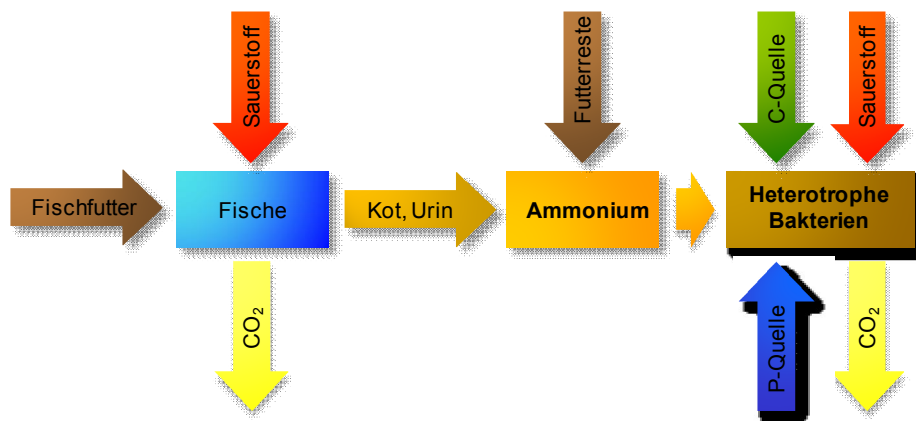 Sauerstoff
Futterreste
C-Quelle
Sauerstoff
Fischfutter
Fische
Kot, Urin
Ammonium
Heterotrophe
Bakterien
CO₂
P-Quelle
CO₂